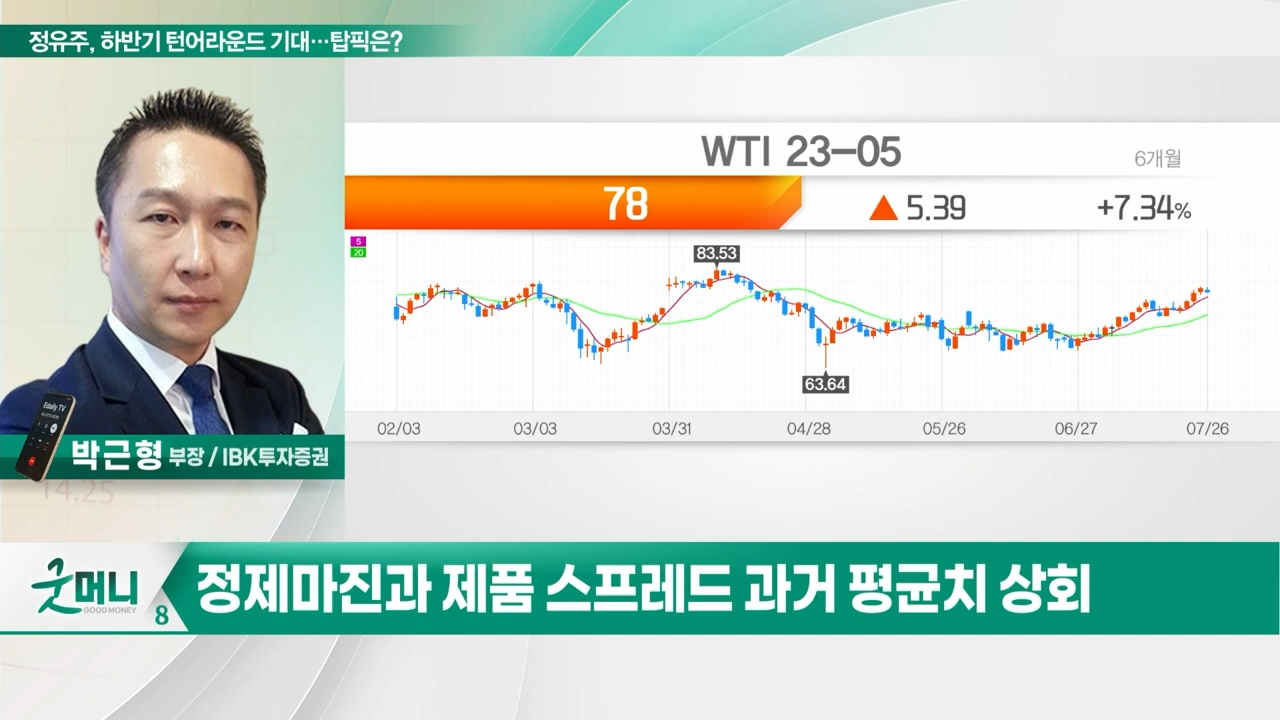 정유주, 하반기 턴어라운드 기대…탑픽은?
WTI 23-05
6개월
78
▲ 5.39
+7.34%
5
20
83.53
63.64
02/03 03/03 03/31 04/28 05/26 06/27 07/26
Edaily TV
박근형 부장 / IBK투자증권
14.25
굿머니
GOOD MONEY
8
정제마진과 제품 스프레드 과거 평균치 상회